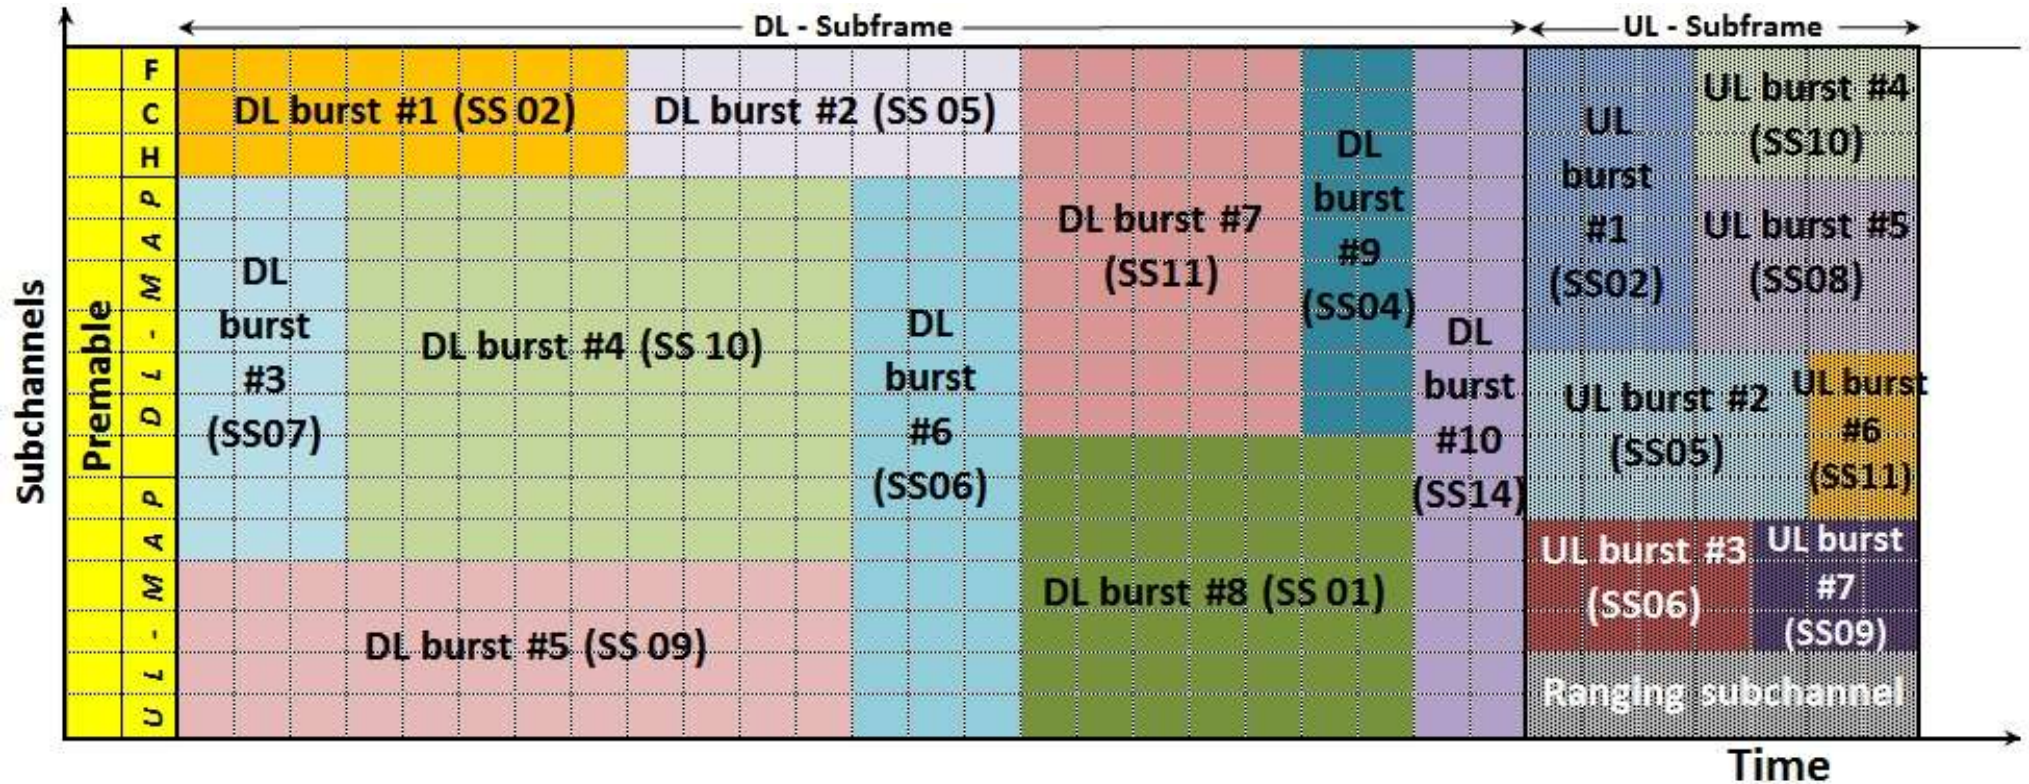 DL - Subframe
UL - Subframe
Subchannels
Premable
F
C
H
DL-MAP
UL-MAP
DL burst #1 (SS 02)
DL burst #2 (SS 05)
DL
burst
#3
(SS07)
DL burst #4 (SS 10)
DL burst #5 (SS 09)
DL
burst
#6
(SS06)
DL burst #7
(SS11)
DL burst #8 (SS 01)
DL
burst
#9
(SS04)
DL
burst
#10
(SS14)
UL
burst
#1
(SS02)
UL burst #4
(SS10)
UL burst #5
(SS08)
UL burst #2
(SS05)
UL burst
#6
(SS11)
UL burst #3
(SS06)
UL burst
#7
(SS09)
Ranging subchannel
Time